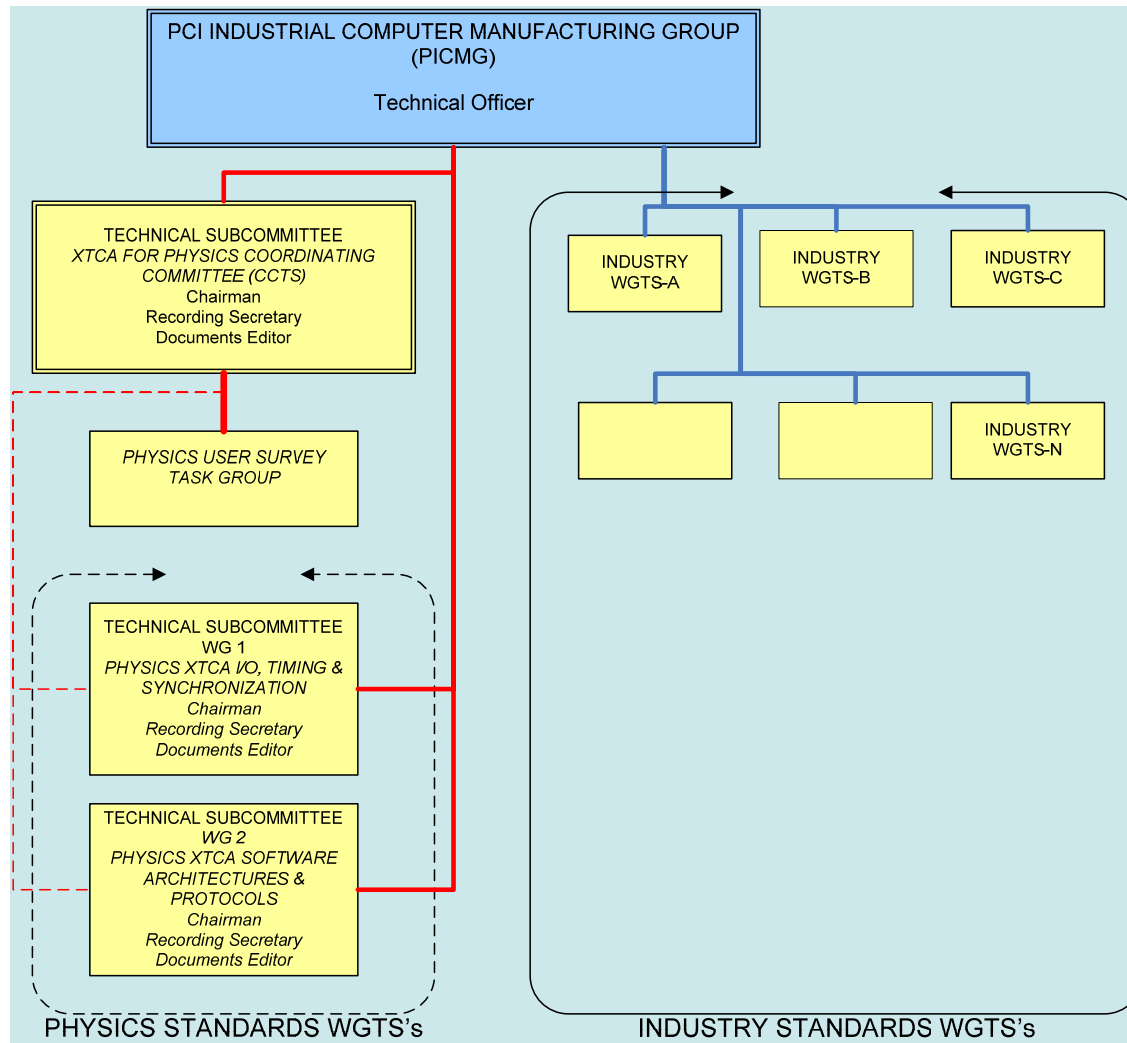 PCI INDUSTRIAL COMPUTER MANUFACTURING GROUP
(PICMG)
Technical Officer
TECHNICAL SUBCOMMITTEE
XTCA FOR PHYSICS COORDINATING
COMMITTEE (CCTS)
Chairman
Recording Secretary
Documents Editor
PHYSICS USER SURVEY
TASK GROUP
TECHNICAL SUBCOMMITTEE
WG 1
PHYSICS XTCA I/O, TIMING &
SYNCHRONIZATION
Chairman
Recording Secretary
Documents Editor
TECHNICAL SUBCOMMITTEE
WG 2
PHYSICS XTCA SOFTWARE
ARCHITECTURES &
PROTOCOLS
Chairman
Recording Secretary
Documents Editor
PHYSICS STANDARDS WGTS's
INDUSTRY
WGTS-A
INDUSTRY
WGTS-B
INDUSTRY
WGTS-C
INDUSTRY
WGTS-N
INDUSTRY STANDARDS WGTS's